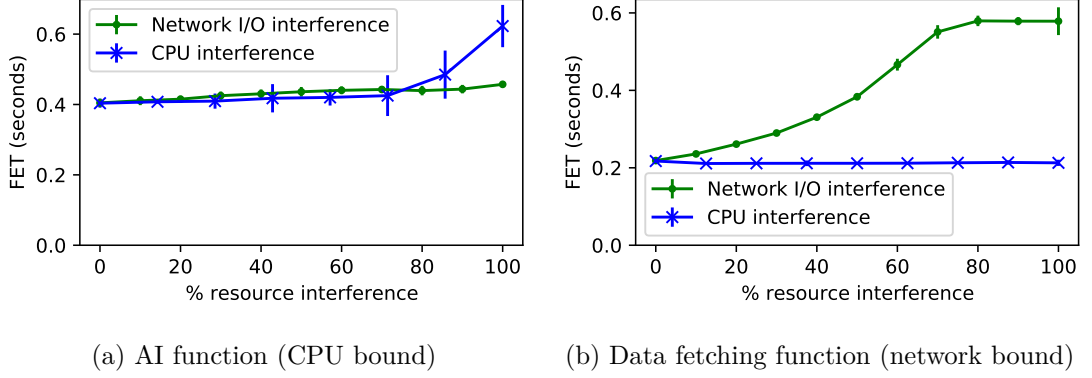 0.6
0.4
0.2
0.0
FET (seconds)
Network I/O interference
CPU interference
0 20 40 60 80 100
% resource interference
(a) AI function (CPU bound)
0.6
0.4
0.2
0.0
FET (seconds)
Network I/O interference
CPU interference
0 20 40 60 80 100
% resource interference
(b) Data fetching function (network bound)